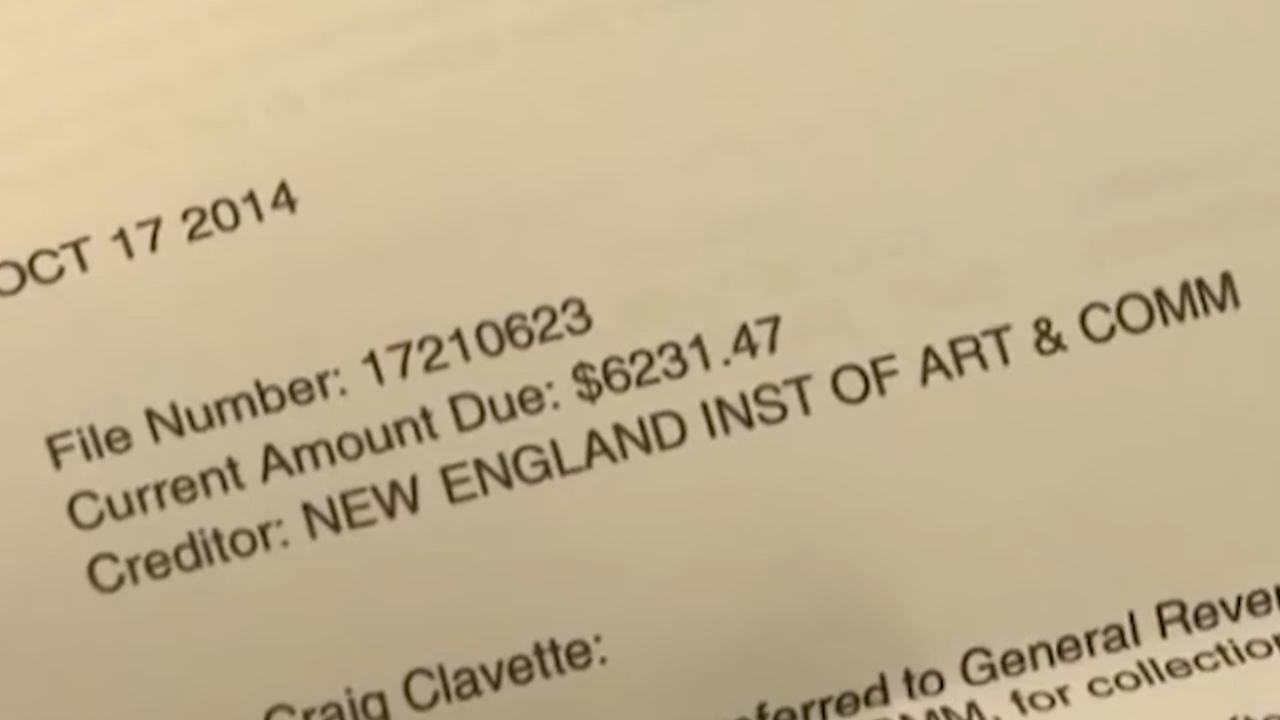 OCT 17 2014
File Number: 17210623
Current Amount Due: $6231.47
Creditor: NEW ENGLAND INST OF ART & COMM
Craig Clavette:
to General
for